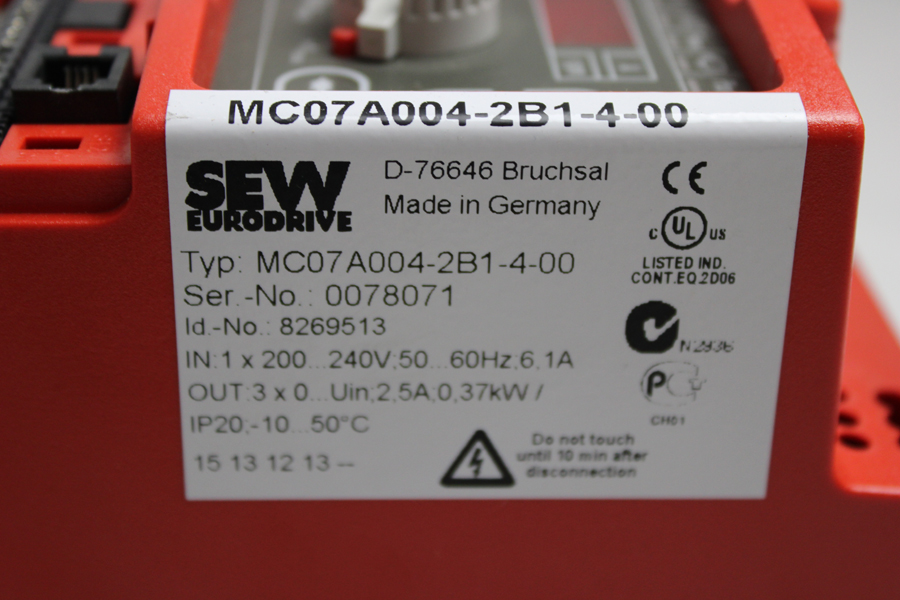 MC07A004-2B1-4-00
SEW
EURODRIVE
D-76646 Bruchsal
Made in Germany
CE
c UL US
LISTED IND.
CONT.EQ.2D06
Typ: MC07A004-2B1-4-00
Ser.-No.: 0078071
Id.-No.: 8269513
N2936
IN:1 x 200...240V;50...60Hz;6,1A
OUT:3 x 0...Uin;2,5A;0,37kW /
IP20;-10...50°C
15 13 12 13 --
Do not touch
until 10 min after
disconnection